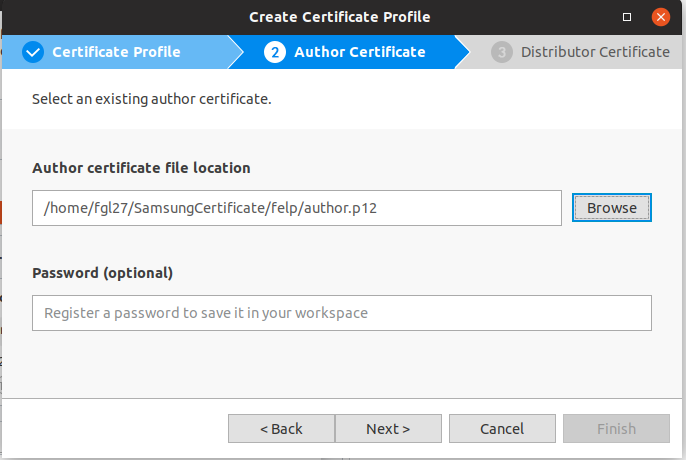 Create Certificate Profile
Certificate Profile
2 Author Certificate
3 Distributor Certificate
Select an existing author certificate.
Author certificate file location
/home/fgl27/SamsungCertificate/felp/author.p12
Browse
Password (optional)
Register a password to save it in your workspace
< Back
Next >
Cancel
Finish